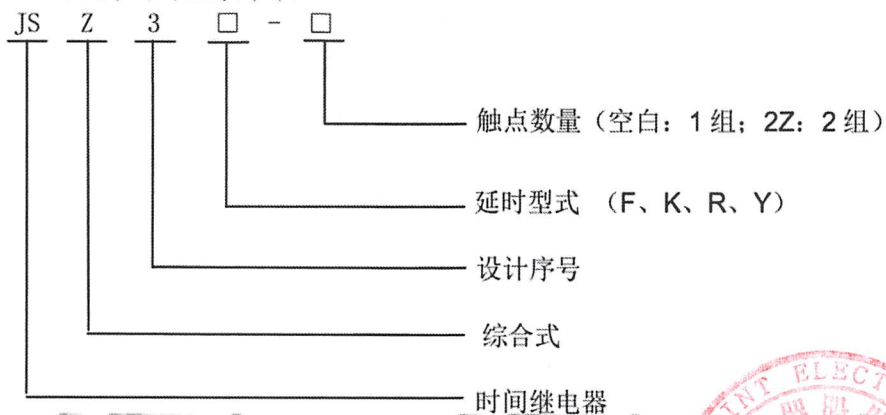 JS Z 3 □ - □
触点数量（空白：1 组；2Z：2 组）
延时型式 （F、K、R、Y）
设计序号
综合式
时间继电器
ELECT